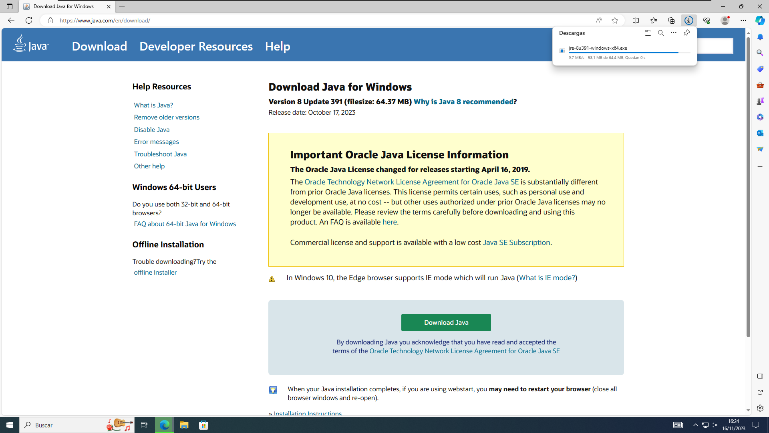 Download Java for Windows
https://www.java.com/en/download/
Java
Download Developer Resources Help
Descargas
jre-8u391-windows-x64.exe
Help Resources
What is Java?
Remove older versions
Disable Java
Error messages
Troubleshoot Java
Other help
Windows 64-bit Users
Do you use both 32-bit and 64-bit
browsers?
FAQ about 64-bit Java for Windows
Offline Installation
Trouble downloading?Try the
offline installer
Download Java for Windows
Version 8 Update 391 (filesize: 64.37 MB) Why is Java 8 recommended?
Release date: October 17, 2023
Important Oracle Java License Information
The Oracle Java License changed for releases starting April 16, 2019.
The Oracle Technology Network License Agreement for Oracle Java SE is substantially different
from prior Oracle Java licenses. This license permits certain uses, such as personal use and
development use, at no cost -- but other uses authorized under prior Oracle Java licenses may no
longer be available. Please review the terms carefully before downloading and using this
product. An FAQ is available here.
Commercial license and support is available with a low cost Java SE Subscription.
In Windows 10, the Edge browser supports IE mode which will run Java (What is IE mode?)
Download Java
By downloading Java you acknowledge that you have read and accepted the
terms of the Oracle Technology Network License Agreement for Oracle Java SE
When your Java installation completes, if you are using webstart, you may need to restart your browser (close all
browser windows and re-open).
» Installation Instructions
Buscar